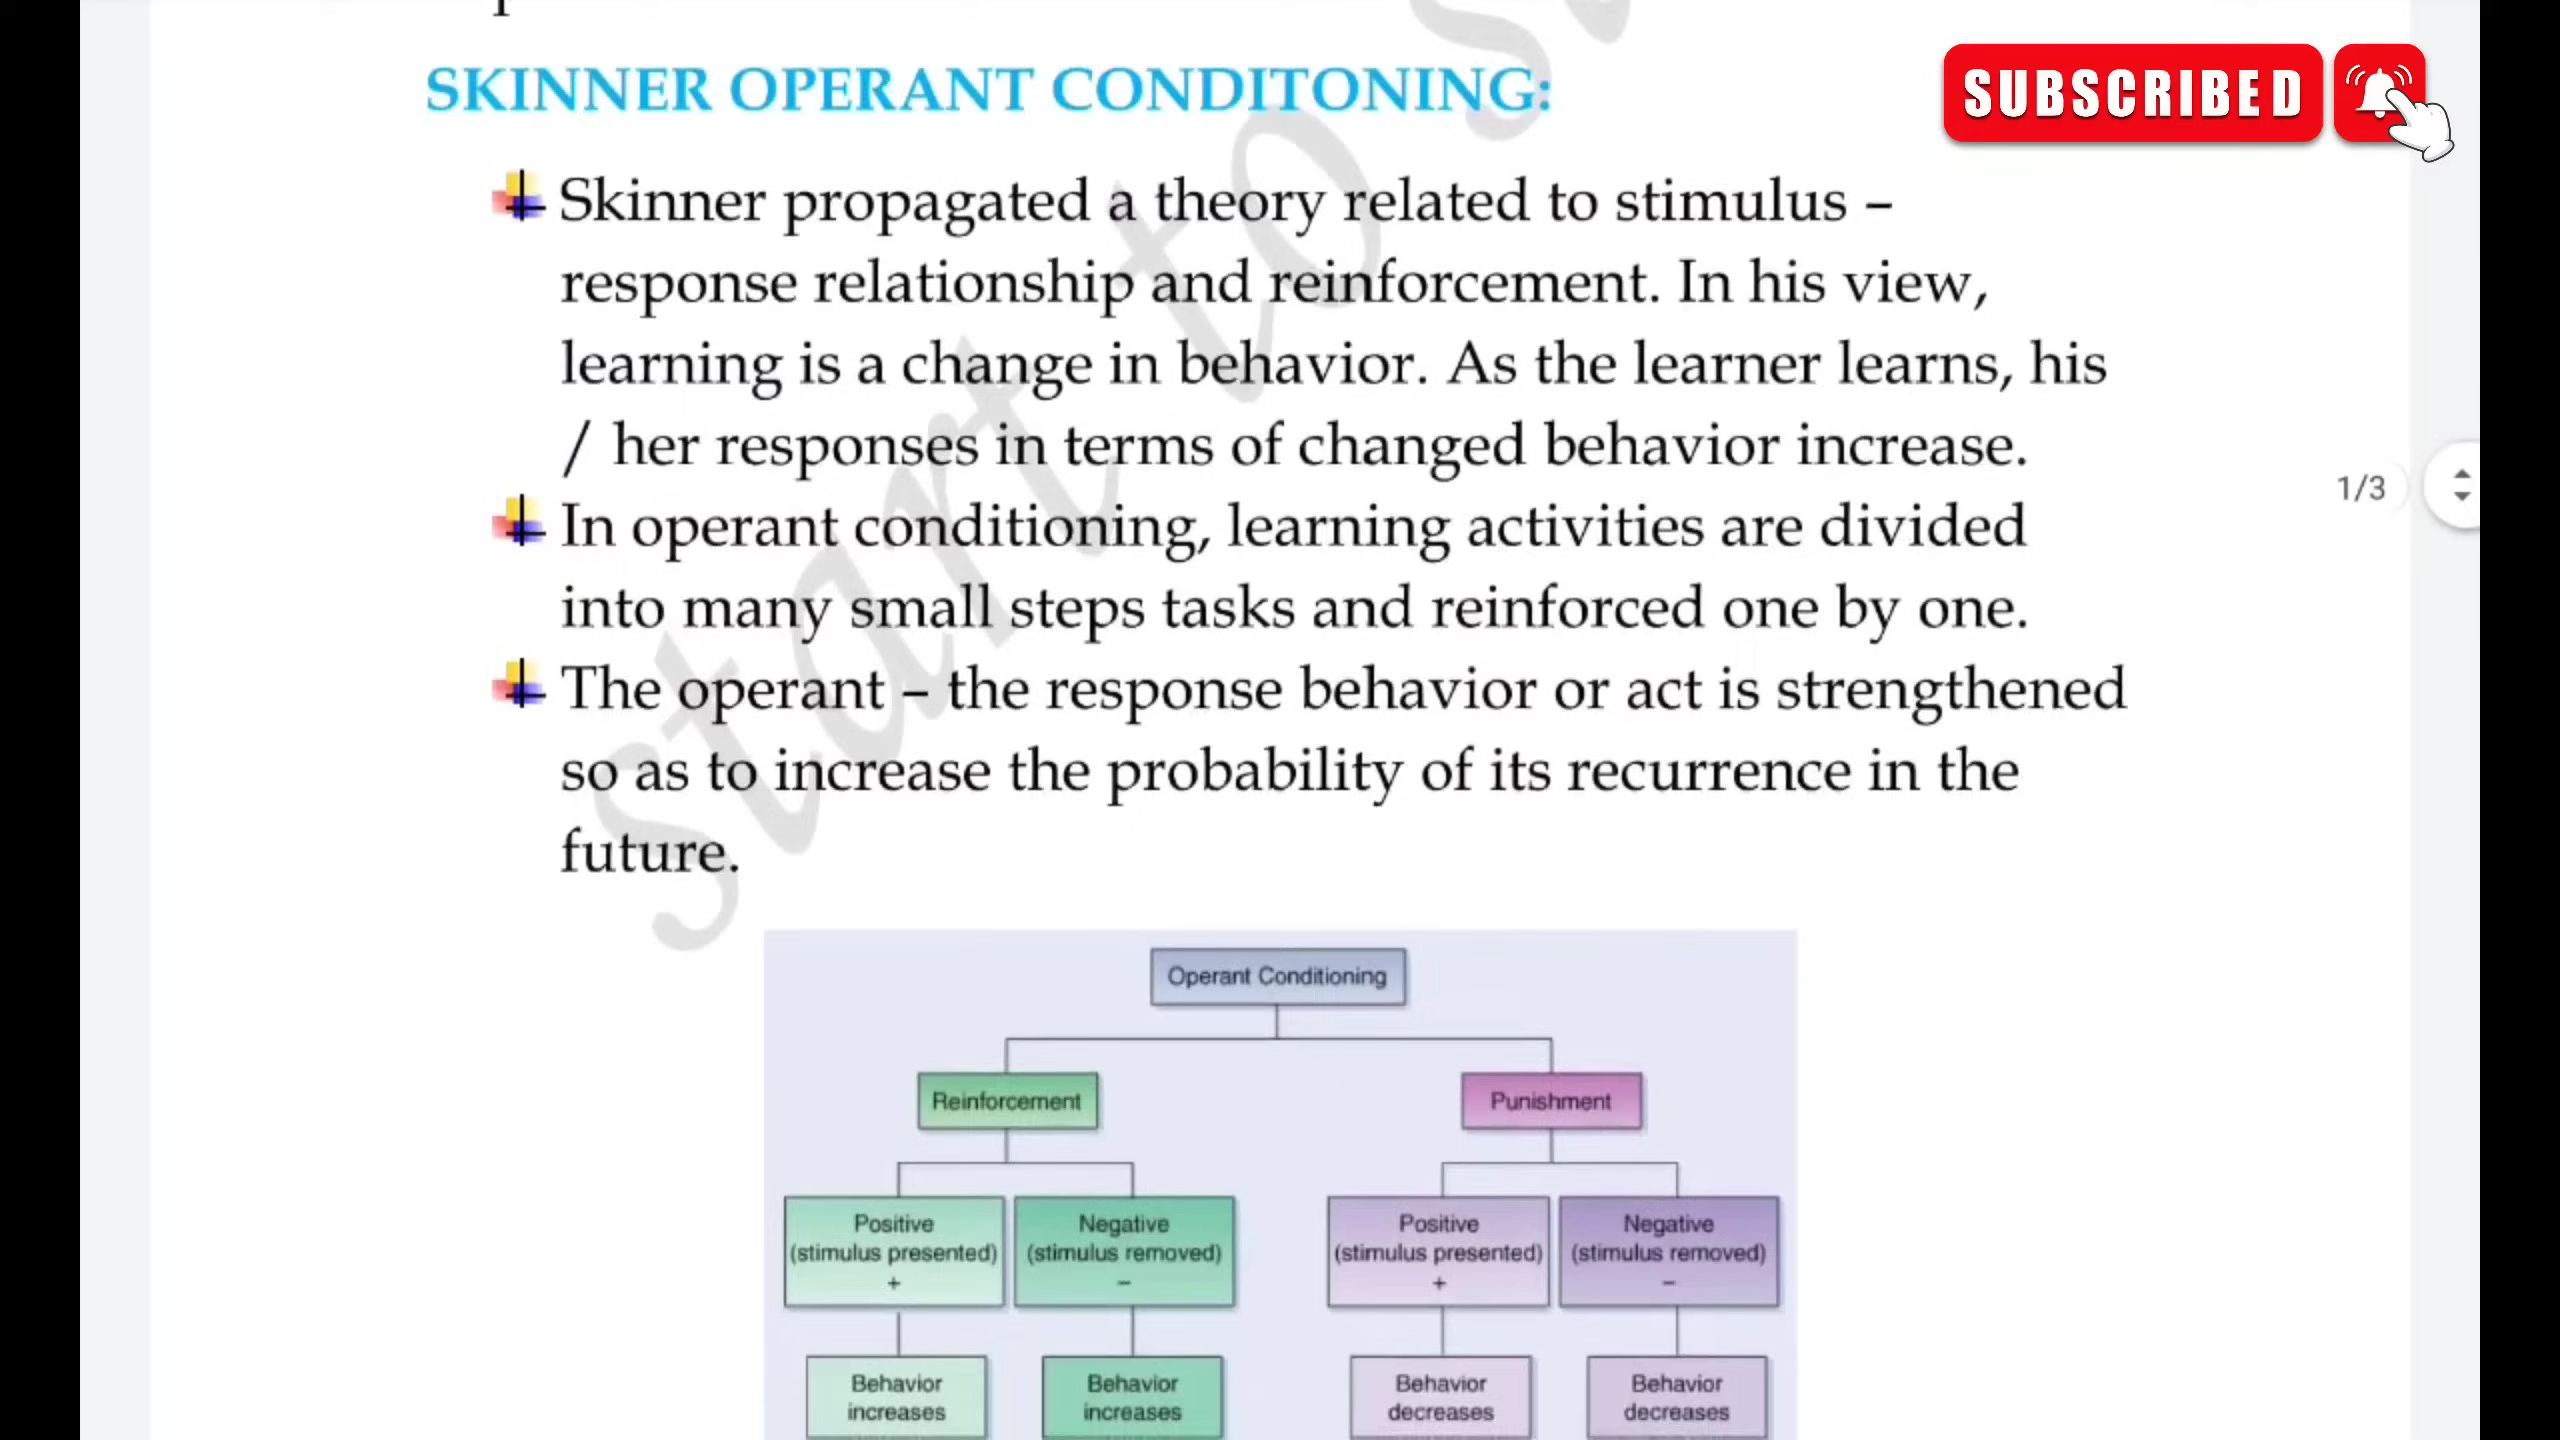 SKINNER OPERANT CONDITONING:
SUBSCRIBED
Skinner propagated a theory related to stimulus –
response relationship and reinforcement. In his view,
learning is a change in behavior. As the learner learns, his
/ her responses in terms of changed behavior increase.
1/3
In operant conditioning, learning activities are divided
into many small steps tasks and reinforced one by one.
The operant – the response behavior or act is strengthened
so as to increase the probability of its recurrence in the
future.
start to
Operant Conditioning
Reinforcement
Punishment
Positive
(stimulus presented)
+
Negative
(stimulus removed)
–
Positive
(stimulus presented)
+
Negative
(stimulus removed)
–
Behavior
increases
Behavior
increases
Behavior
decreases
Behavior
decreases